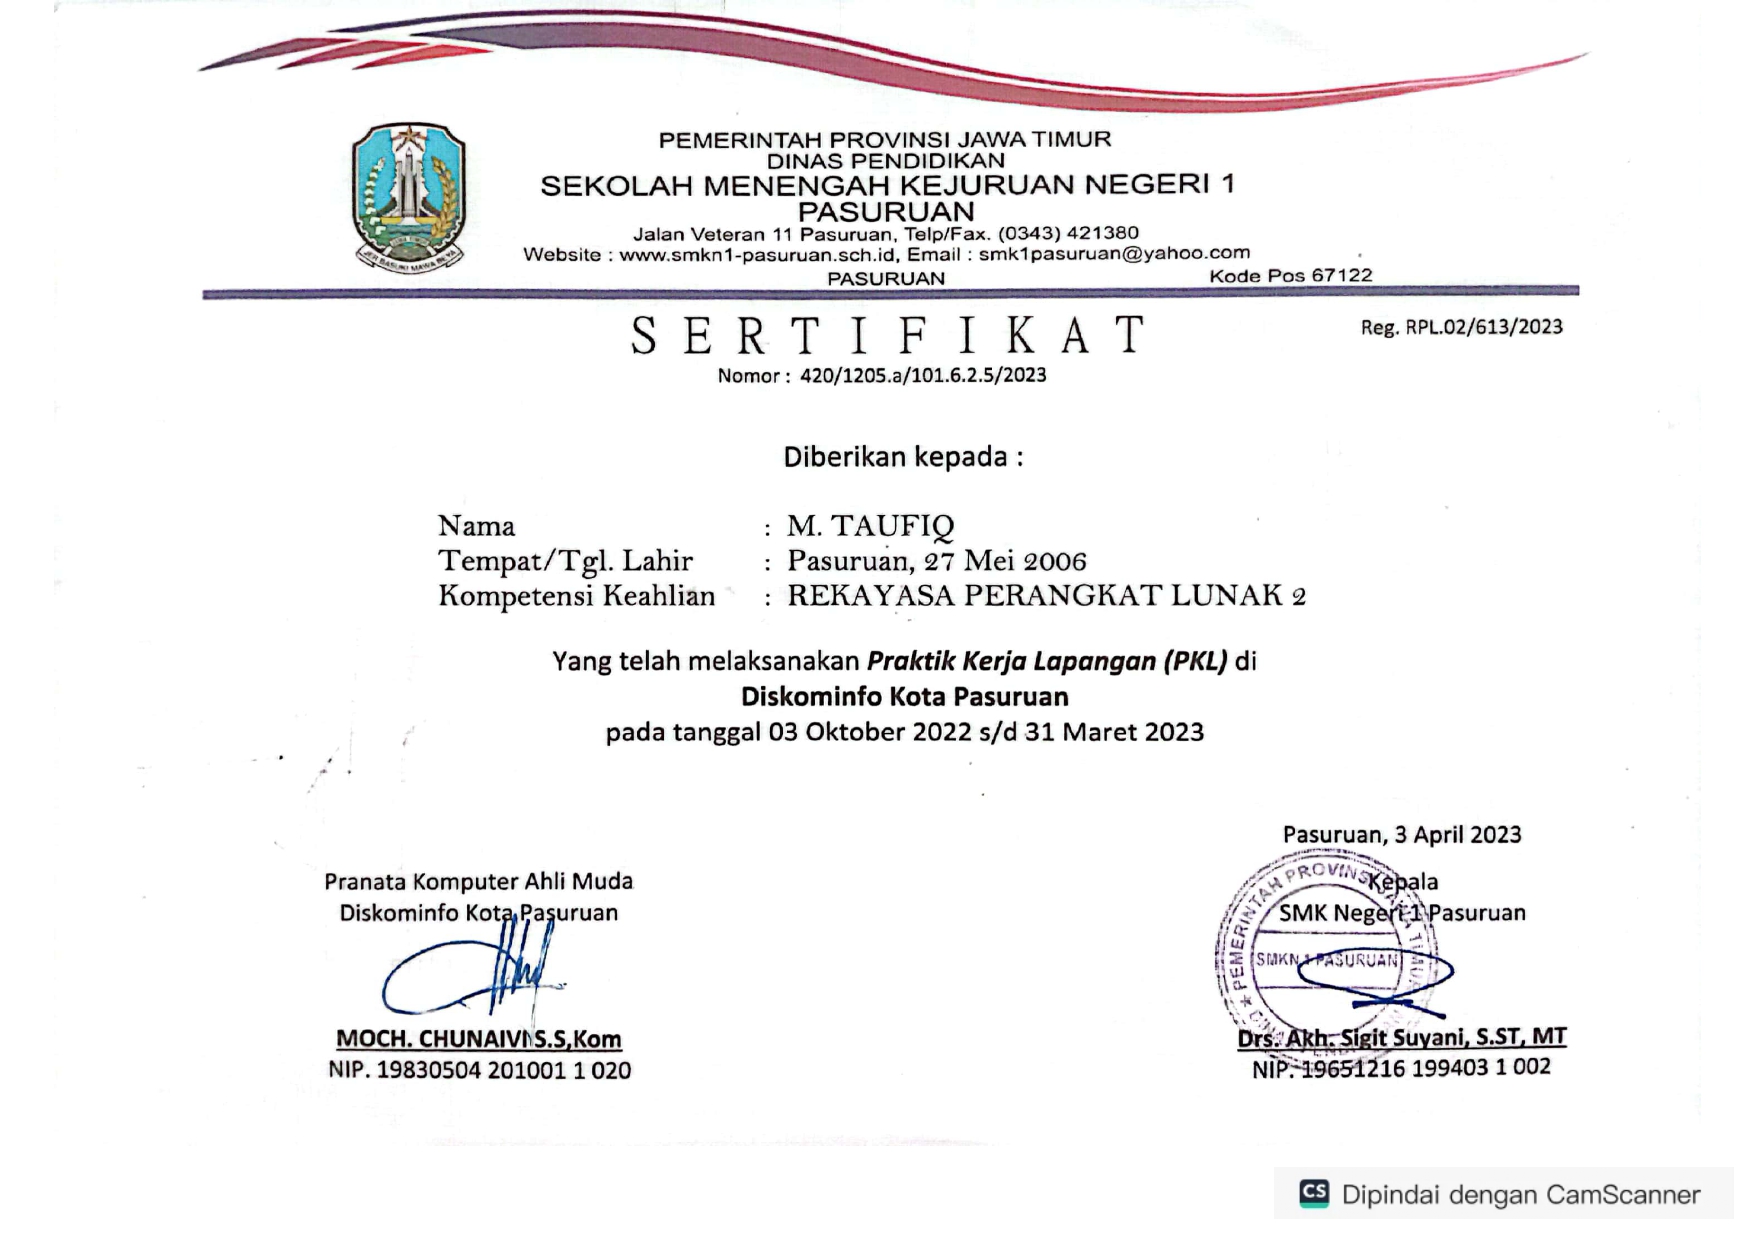 PEMERINTAH PROVINSI JAWA TIMUR
DINAS PENDIDIKAN
SEKOLAH MENENGAH KEJURUAN NEGERI 1
PASURUAN
Jalan Veteran 11 Pasuruan, Telp/Fax. (0343) 421380
Website : www.smkn1-pasuruan.sch.id, Email : smk1pasuruan@yahoo.com
PASURUAN Kode Pos 67122
JER BASUKI MAWA BEYA
SERTIFIKAT
Reg. RPL.02/613/2023
Nomor : 420/1205.a/101.6.2.5/2023
Diberikan kepada :
Nama : M. TAUFIQ
Tempat/Tgl. Lahir : Pasuruan, 27 Mei 2006
Kompetensi Keahlian : REKAYASA PERANGKAT LUNAK 2
Yang telah melaksanakan Praktik Kerja Lapangan (PKL) di
Diskominfo Kota Pasuruan
pada tanggal 03 Oktober 2022 s/d 31 Maret 2023
Pranata Komputer Ahli Muda
Diskominfo Kota Pasuruan
MOCH. CHUNAIVI S.S,Kom
NIP. 19830504 201001 1 020
Pasuruan, 3 April 2023
Kepala
SMK Negeri 1 Pasuruan
PEMERINTAH PROVINSI JAWA TIMUR
SMKN 1 PASURUAN
Drs. Akh. Sigit Suyani, S.ST, MT
NIP. 19651216 199403 1 002
CS Dipindai dengan CamScanner